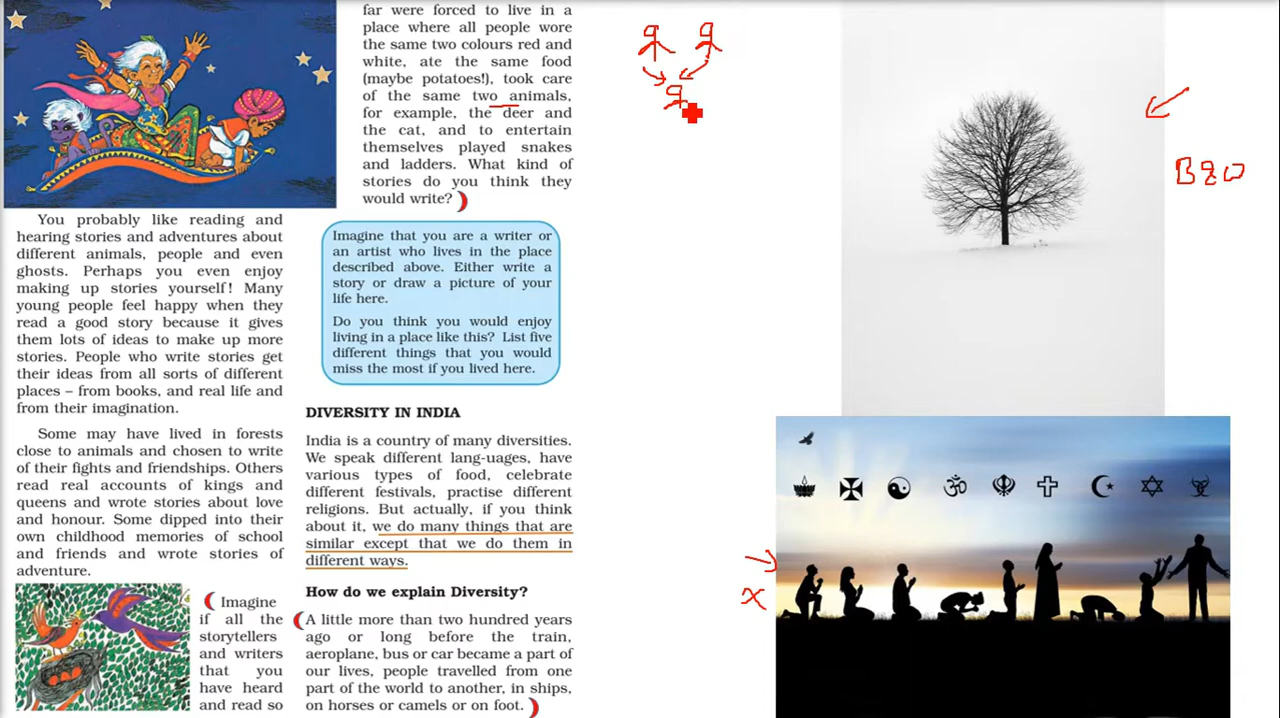 You probably like reading and
hearing stories and adventures about
different animals, people and even
ghosts. Perhaps you even enjoy
making up stories yourself! Many
young people feel happy when they
read a good story because it gives
them lots of ideas to make up more
stories. People who write stories get
their ideas from all sorts of different
places – from books, and real life and
from their imagination.
Some may have lived in forests
close to animals and chosen to write
of their fights and friendships. Others
read real accounts of kings and
queens and wrote stories about love
and honour. Some dipped into their
own childhood memories of school
and friends and wrote stories of
adventure.
Imagine
if all the
storytellers
and writers
that you
have heard
and read so
far were forced to live in a
place where all people wore
the same two colours red and
white, ate the same food
(maybe potatoes!), took care
of the same two animals,
for example, the deer and
the cat, and to entertain
themselves played snakes
and ladders. What kind of
stories do you think they
would write?
Imagine that you are a writer or
an artist who lives in the place
described above. Either write a
story or draw a picture of your
life here.
Do you think you would enjoy
living in a place like this? List five
different things that you would
miss the most if you lived here.
DIVERSITY IN INDIA
India is a country of many diversities.
We speak different lang-uages, have
various types of food, celebrate
different festivals, practise different
religions. But actually, if you think
about it, we do many things that are
similar except that we do them in
different ways.
How do we explain Diversity?
A little more than two hundred years
ago or long before the train,
aeroplane, bus or car became a part of
our lives, people travelled from one
part of the world to another, in ships,
on horses or camels or on foot.
X